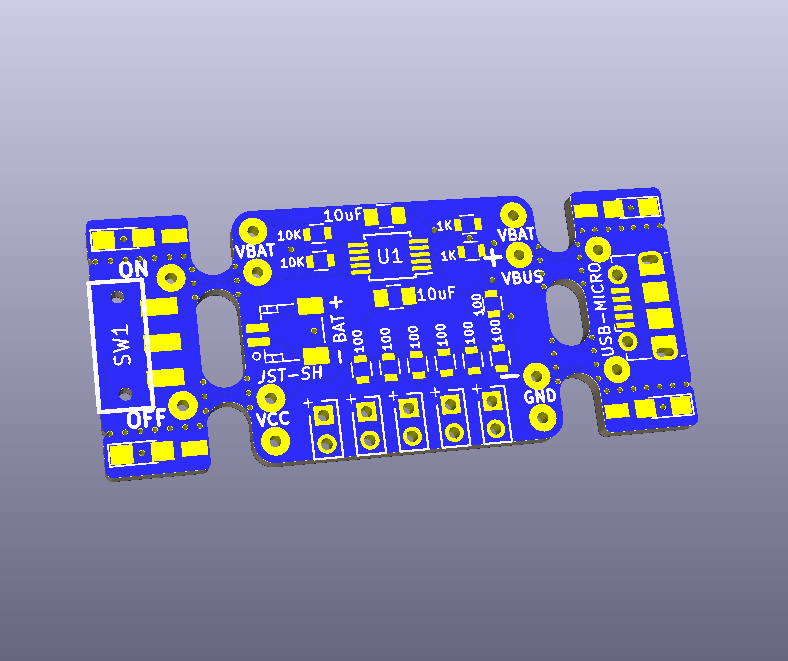 ON
SW1
OFF
VBAT
10K
10K
10uF
U1
10uF
1K
1K
+
VBAT
VBUS
- BAT +
JST-SH
VCC
100
100
100
100
100
100
100
-
GND
+
+
+
+
+
USB-MICRO